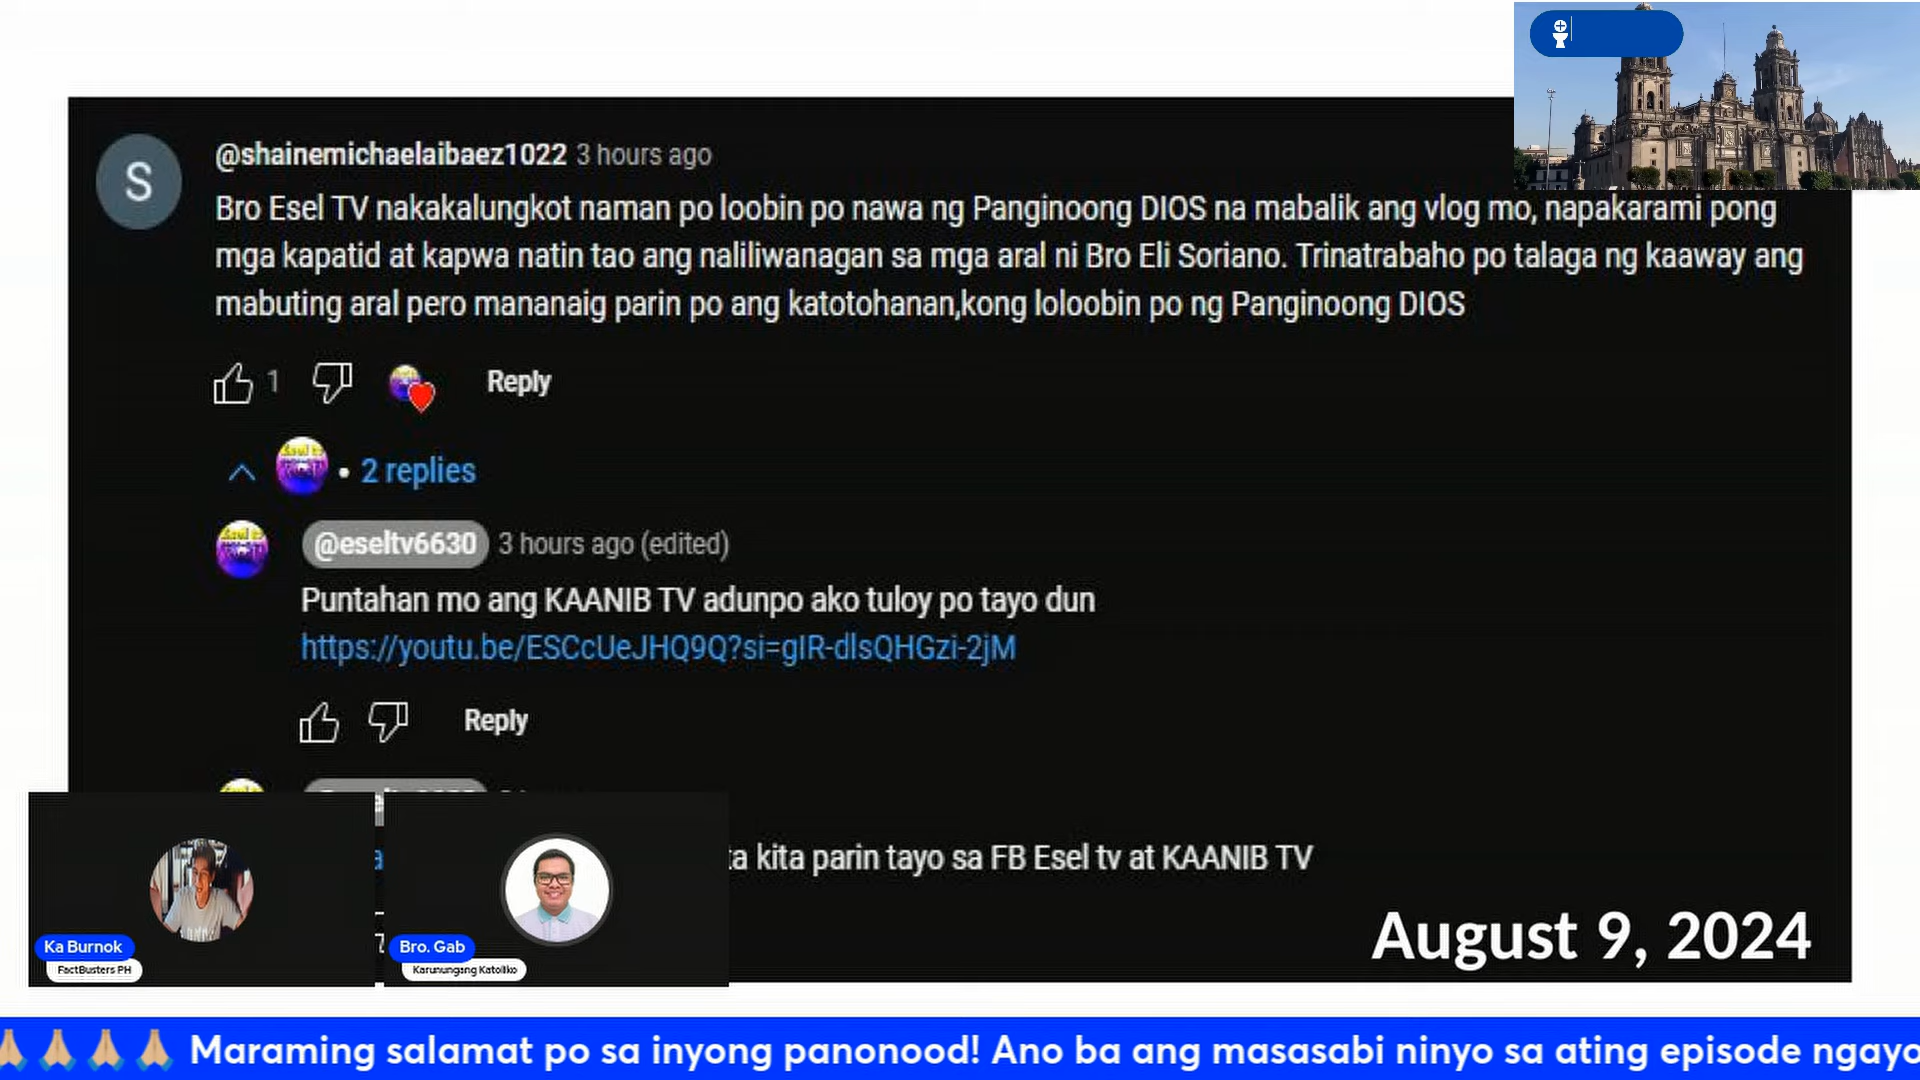 S
@shainemichaelaibaez1022 3 hours ago
Bro Esel TV nakakalungkot naman po loobin po nawa ng Panginoong DIOS na mabalik ang vlog mo, napakarami pong
mga kapatid at kapwa natin tao ang naliliwanagan sa mga aral ni Bro Eli Soriano. Trinatrabaho po talaga ng kaaway ang
mabuting aral pero mananaig parin po ang katotohanan,kong loloobin po ng Panginoong DIOS
1 Reply
• 2 replies
@eseltv6630 3 hours ago (edited)
Puntahan mo ang KAANIB TV adunpo ako tuloy po tayo dun
https://youtu.be/ESCcUeJHQ9Q?si=gIR-dlsQHGzi-2jM
Reply
kita parin tayo sa FB Esel tv at KAANIB TV
August 9, 2024
Ka Burnok
FactBusters PH
Bro. Gab
Karunungang Katoliko
🙏🏼 🙏🏼 🙏🏼 🙏🏼 Maraming salamat po sa inyong panonood! Ano ba ang masasabi ninyo sa ating episode ngayo